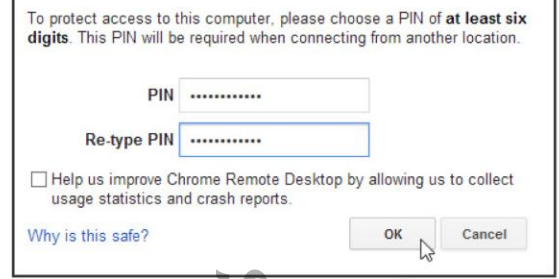 To protect access to this computer, please choose a PIN of at least six
digits. This PIN will be required when connecting from another location.
PIN ••••••••••••
Re-type PIN ••••••••••••
Help us improve Chrome Remote Desktop by allowing us to collect
usage statistics and crash reports.
Why is this safe? OK Cancel